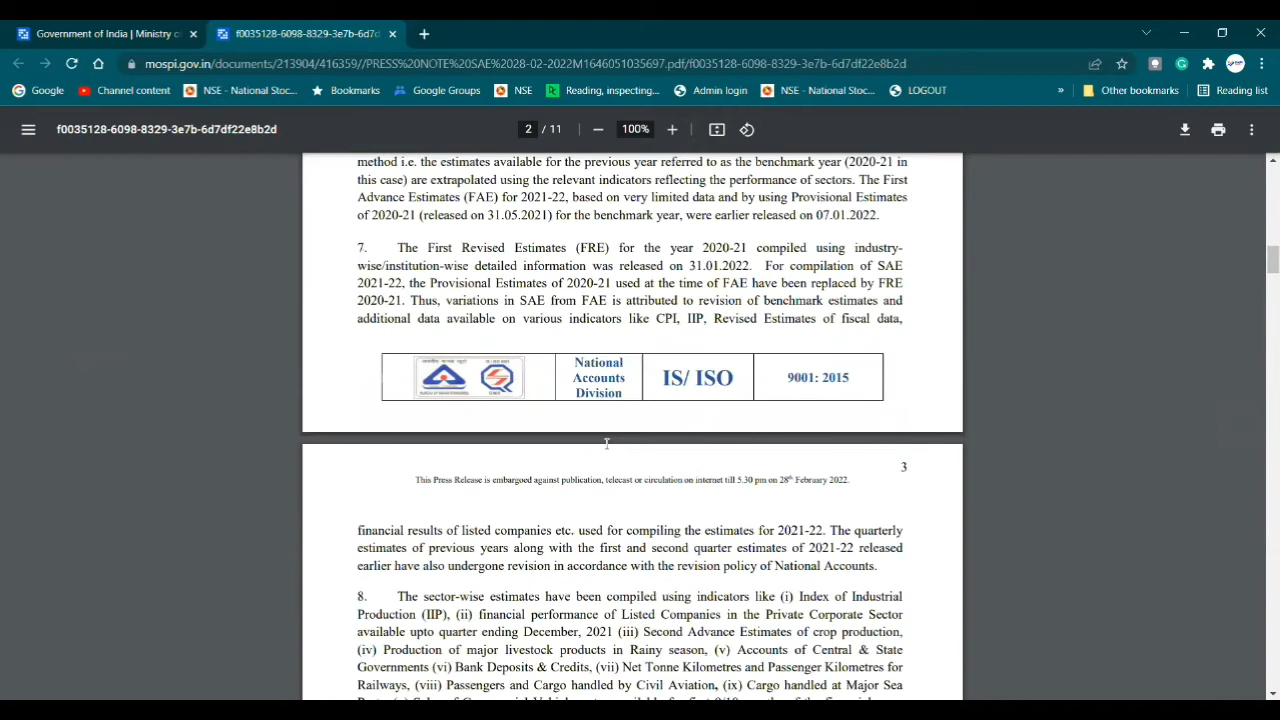 Government of India | Ministry c
f0035128-6098-8329-3e7b-6d7d
mospi.gov.in/documents/213904/416359//PRESS%20NOTE%20SAE%2028-02-2022M1646051035697.pdf/f0035128-6098-8329-3e7b-6d7df22e8b2d
Google Channel content NSE - National Stoc... Bookmarks Google Groups NSE Reading, inspecting... Admin login NSE - National Stoc... LOGOUT » Other bookmarks Reading list
f0035128-6098-8329-3e7b-6d7df22e8b2d 2 / 11 100%
method i.e. the estimates available for the previous year referred to as the benchmark year (2020-21 in
this case) are extrapolated using the relevant indicators reflecting the performance of sectors. The First
Advance Estimates (FAE) for 2021-22, based on very limited data and by using Provisional Estimates
of 2020-21 (released on 31.05.2021) for the benchmark year, were earlier released on 07.01.2022.
7. The First Revised Estimates (FRE) for the year 2020-21 compiled using industry-
wise/institution-wise detailed information was released on 31.01.2022. For compilation of SAE
2021-22, the Provisional Estimates of 2020-21 used at the time of FAE have been replaced by FRE
2020-21. Thus, variations in SAE from FAE is attributed to revision of benchmark estimates and
additional data available on various indicators like CPI, IIP, Revised Estimates of fiscal data,
National
Accounts
Division
IS/ ISO
9001: 2015
3
This Press Release is embargoed against publication, telecast or circulation on internet till 5.30 pm on 28th February 2022.
financial results of listed companies etc. used for compiling the estimates for 2021-22. The quarterly
estimates of previous years along with the first and second quarter estimates of 2021-22 released
earlier have also undergone revision in accordance with the revision policy of National Accounts.
8. The sector-wise estimates have been compiled using indicators like (i) Index of Industrial
Production (IIP), (ii) financial performance of Listed Companies in the Private Corporate Sector
available upto quarter ending December, 2021 (iii) Second Advance Estimates of crop production,
(iv) Production of major livestock products in Rainy season, (v) Accounts of Central & State
Governments (vi) Bank Deposits & Credits, (vii) Net Tonne Kilometres and Passenger Kilometres for
Railways, (viii) Passengers and Cargo handled by Civil Aviation, (ix) Cargo handled at Major Sea